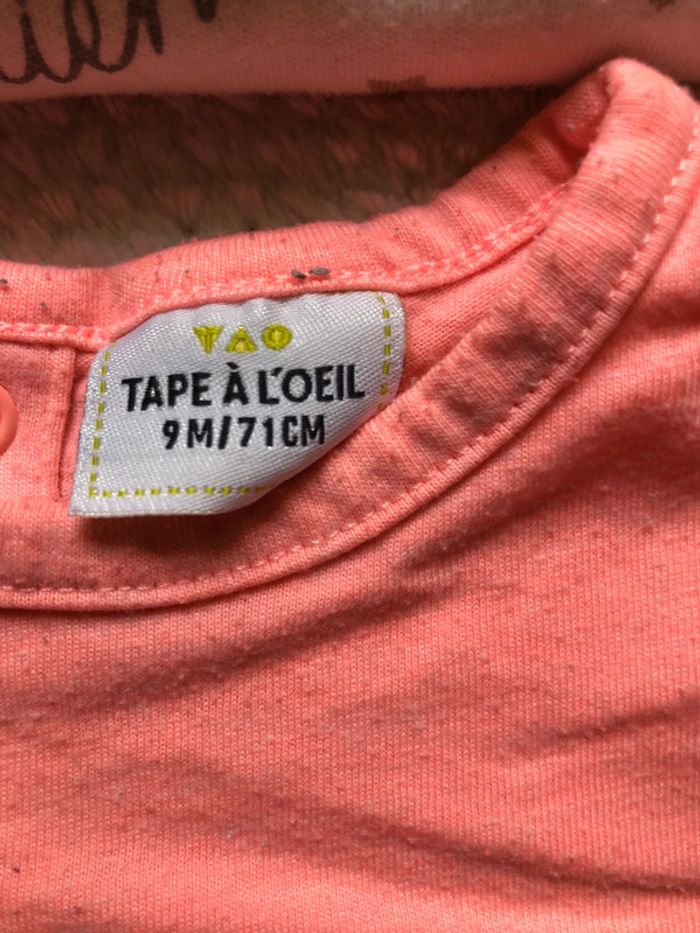 TAO
TAPE À L'OEIL
9M/71CM